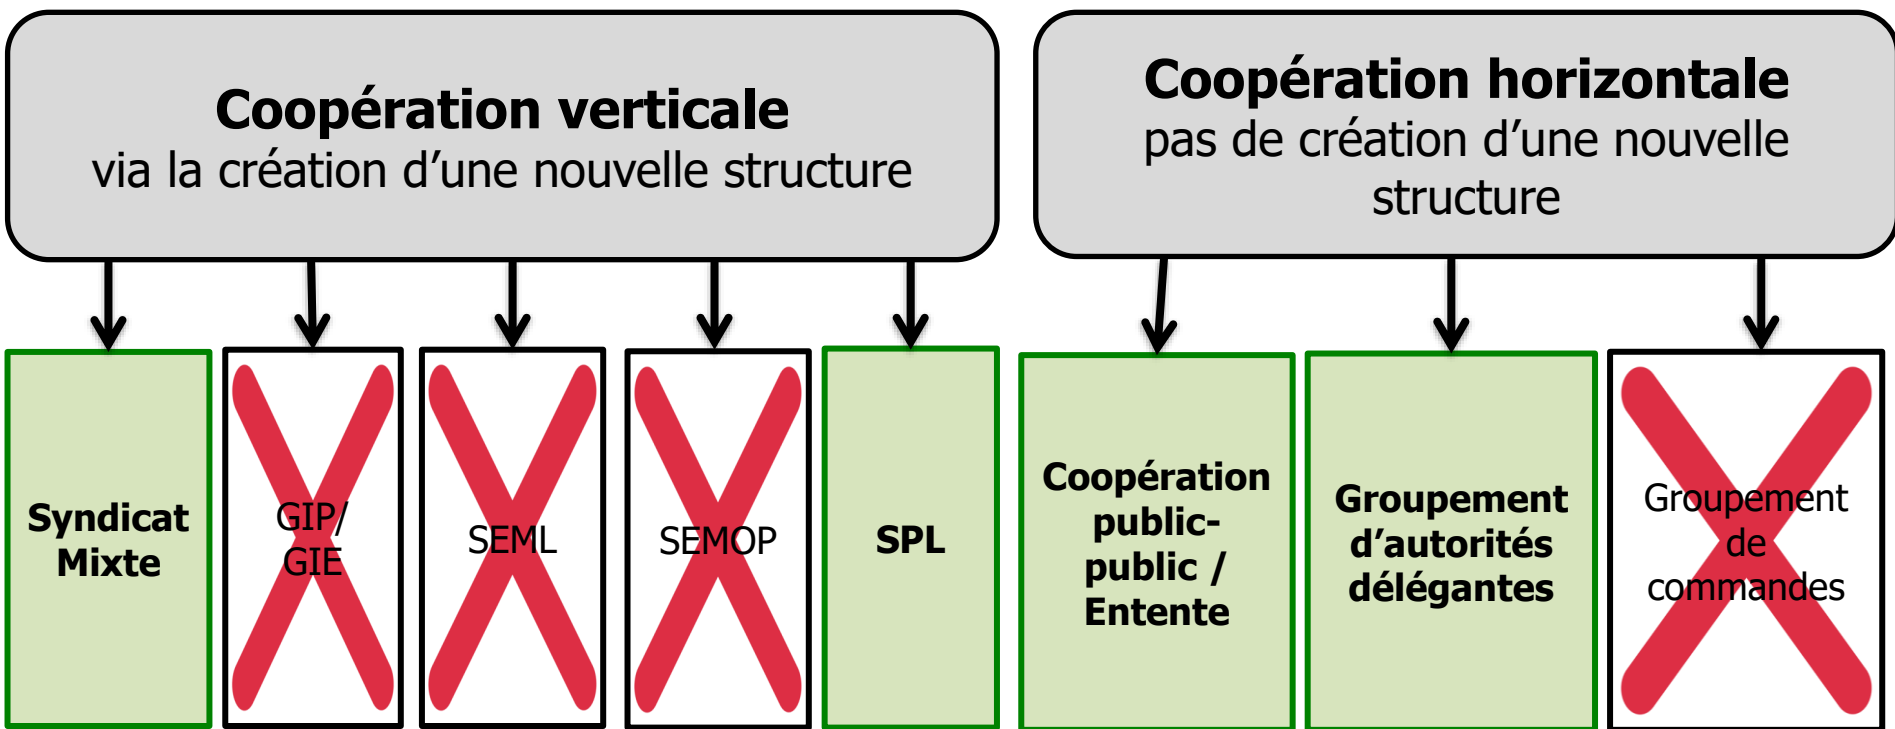 Coopération verticale
via la création d’une nouvelle structure
Coopération horizontale
pas de création d’une nouvelle
structure
Syndicat
Mixte
GIP/
GIE
SEML
SEMOP
SPL
Coopération
public-
public /
Entente
Groupement
d’autorités
délégantes
Groupement
de
commandes